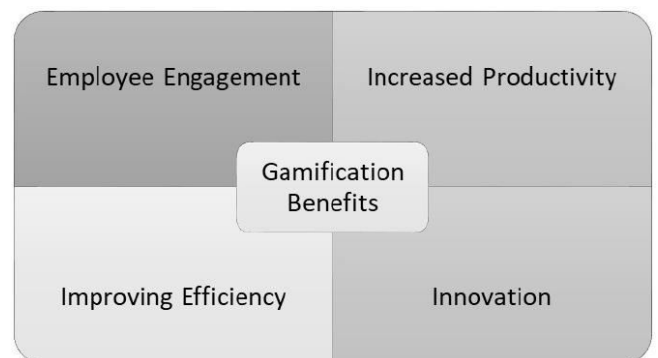 Employee Engagement
Increased Productivity
Gamification
Benefits
Improving Efficiency
Innovation